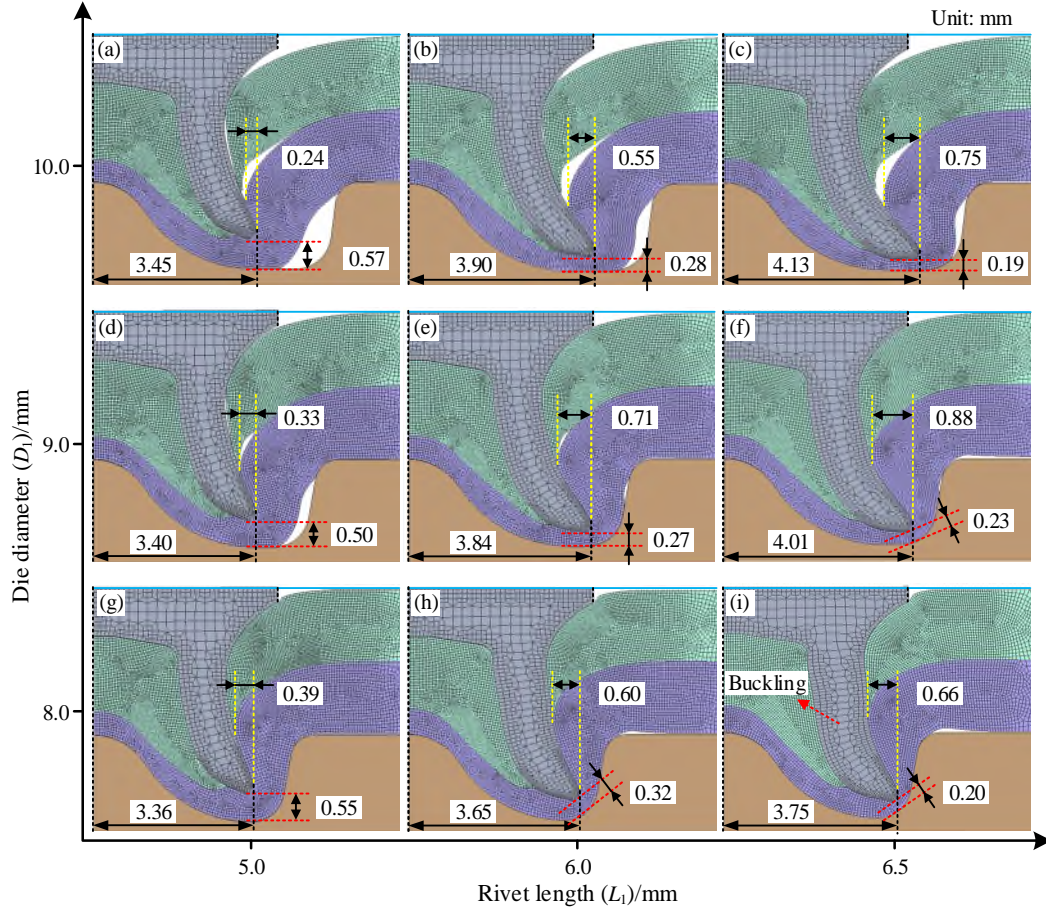 Unit: mm
(a)
(b)
(c)
0.24
0.55
0.75
10.0
3.45
0.57
3.90
0.28
4.13
0.19
(d)
(e)
(f)
0.33
0.71
0.88
9.0
3.40
0.50
3.84
0.27
4.01
0.23
Die diameter (D₁)/mm
(g)
(h)
(i)
0.39
0.60
Buckling
0.66
8.0
3.36
0.55
3.65
0.32
3.75
0.20
5.0
6.0
6.5
Rivet length (L₁)/mm